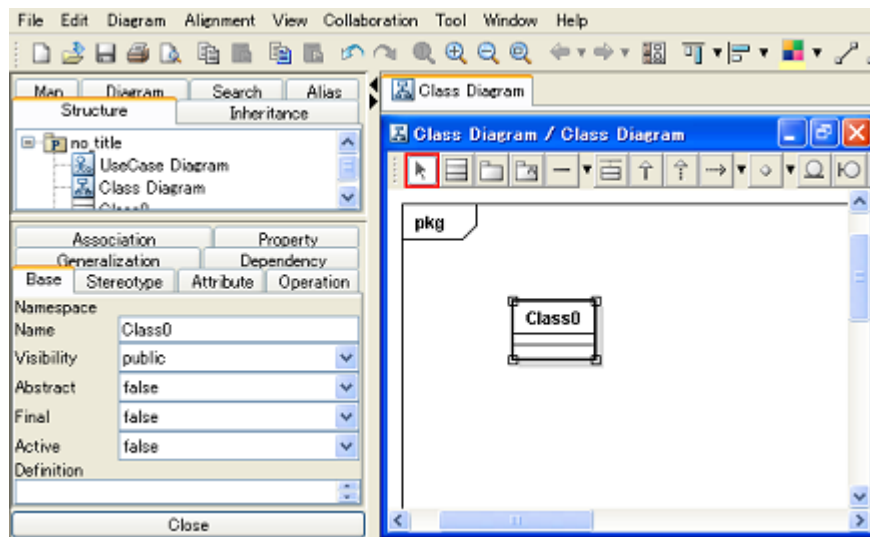 File Edit Diagram Alignment View Collaboration Tool Window Help
Map Diagram Search Alias
Structure Inheritance
no_title
UseCase Diagram
Class Diagram
Class0
Association Property
Generalization Dependency
Base Stereotype Attribute Operation
Namespace
Name Class0
Visibility public
Abstract false
Final false
Active false
Definition
Close
Class Diagram
Class Diagram / Class Diagram
pkg
Class0